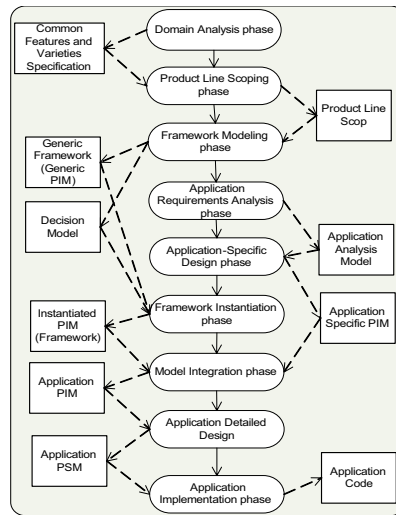 Domain Analysis phase
Common
Features and
Varieties
Specification
Product Line Scoping
phase
Product Line
Scop
Framework Modeling
phase
Generic
Framework
(Generic
PIM)
Application
Requirements Analysis
phase
Decision
Model
Application-Specific
Design phase
Application
Analysis
Model
Framework Instantiation
phase
Instantiated
PIM
(Framework)
Application
Specific PIM
Model Integration phase
Application
PIM
Application Detailed
Design
Application
PSM
Application
Implementation phase
Application
Code